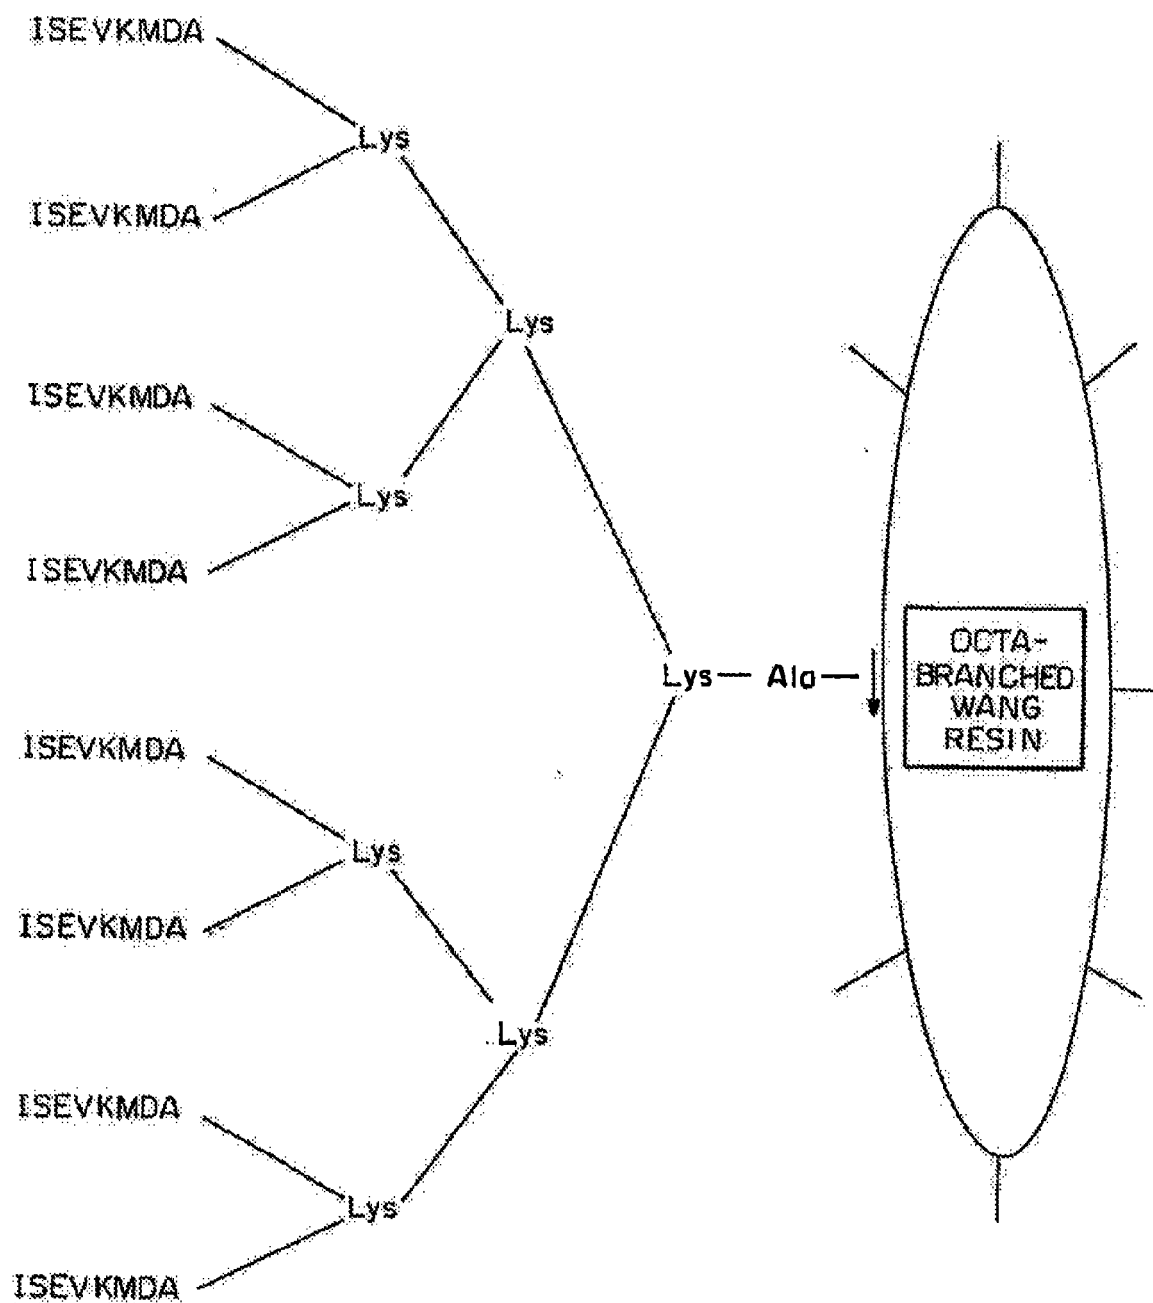 ISEVKMDA
Lys
ISEVKMDA
Lys
ISEVKMDA
Lys
ISEVKMDA
Lys — Ala —
OCTA-
BRANCHED
WANG
RESIN
ISEVKMDA
Lys
ISEVKMDA
Lys
ISEVKMDA
Lys
ISEVKMDA